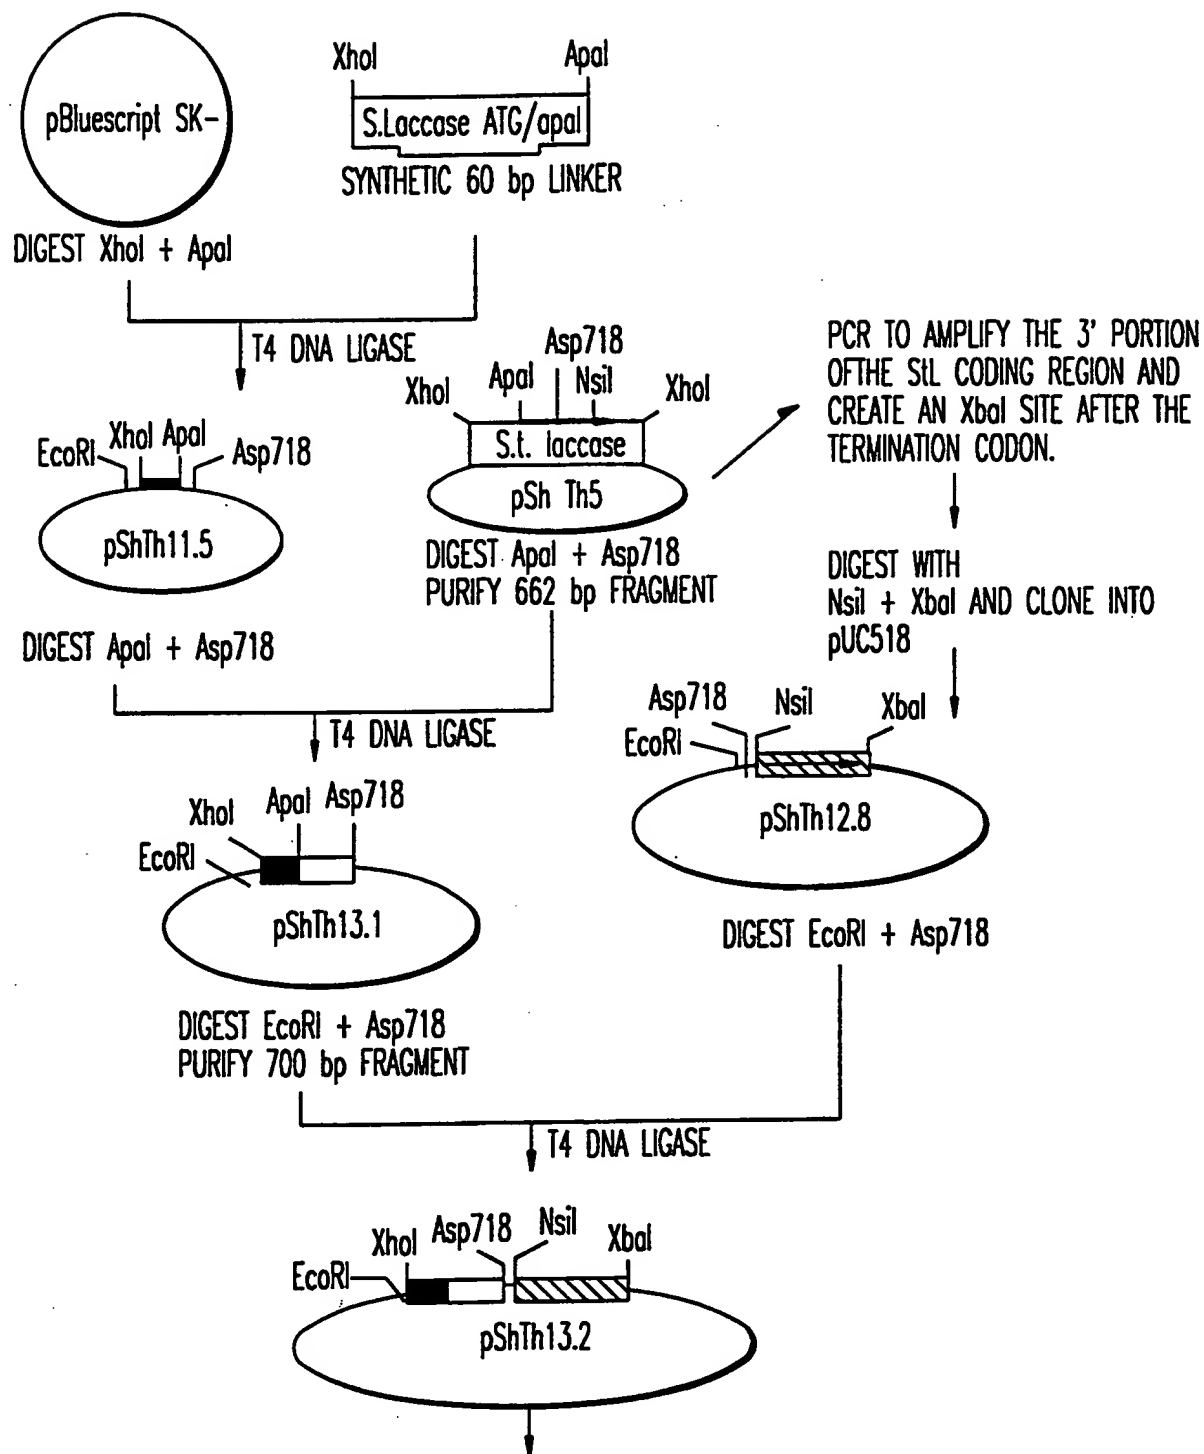 pBluescript SK-
XhoI
ApaI
S.Laccase ATG/apaI
SYNTHETIC 60 bp LINKER
DIGEST XhoI + ApaI
T4 DNA LIGASE
EcoRI
XhoI
ApaI
Asp718
pShTh11.5
DIGEST ApaI + Asp718
XhoI
ApaI
Asp718
NsiI
XhoI
S.t. laccase
pSh Th5
DIGEST ApaI + Asp718
PURIFY 662 bp FRAGMENT
PCR TO AMPLIFY THE 3' PORTION
OFTHE StL CODING REGION AND
CREATE AN XbaI SITE AFTER THE
TERMINATION CODON.
DIGEST WITH
NsiI + XbaI AND CLONE INTO
pUC518
T4 DNA LIGASE
Asp718
NsiI
XbaI
EcoRI
pShTh12.8
DIGEST EcoRI + Asp718
XhoI
ApaI
Asp718
EcoRI
pShTh13.1
DIGEST EcoRI + Asp718
PURIFY 700 bp FRAGMENT
T4 DNA LIGASE
EcoRI
XhoI
Asp718
NsiI
XbaI
pShTh13.2